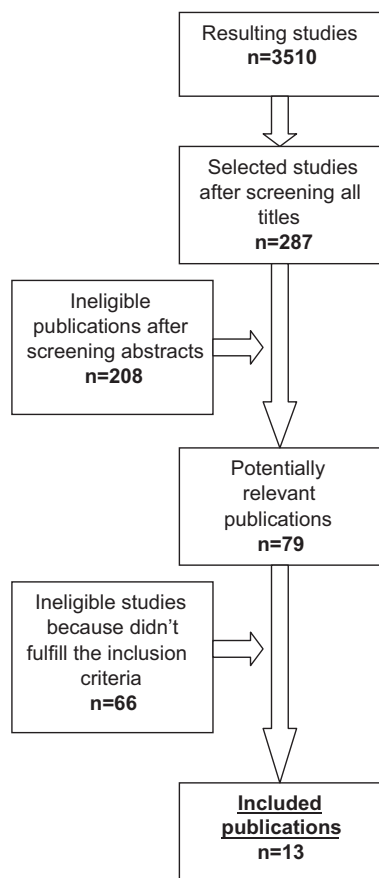 Resulting studies
n=3510
Selected studies
after screening all
titles
n=287
Ineligible
publications after
screening abstracts
n=208
Potentially
relevant
publications
n=79
Ineligible studies
because didn't
fulfill the inclusion
criteria
n=66
Included
publications
n=13